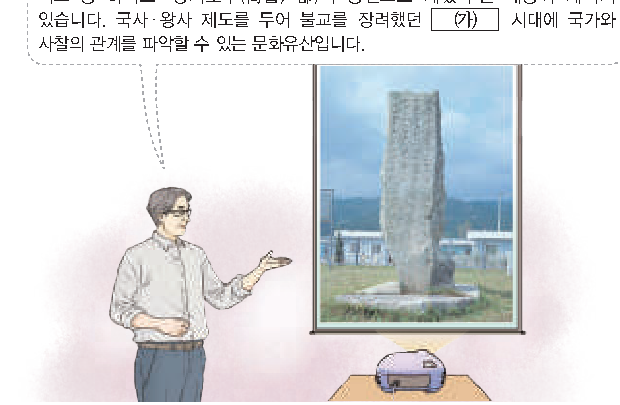 있습니다. 국사·왕사 제도를 두어 불교를 장려했던 (가) 시대에 국가와
사찰의 관계를 파악할 수 있는 문화유산입니다.